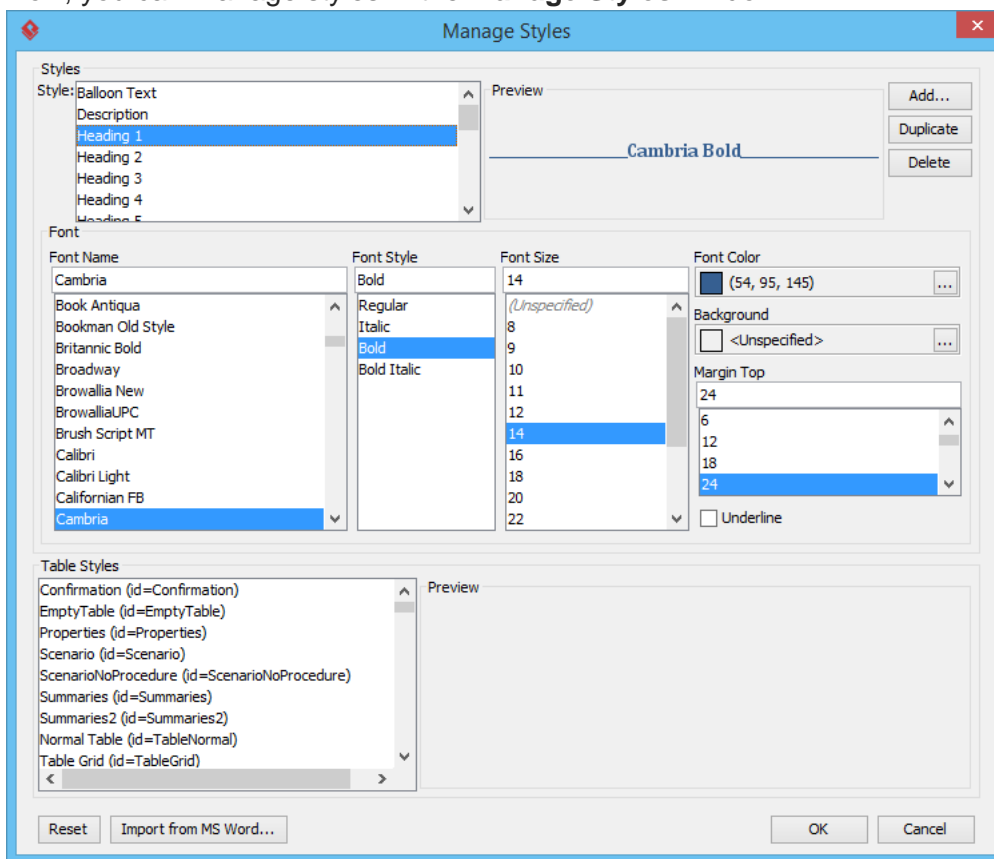 Manage Styles
Styles
Style:
Balloon Text
Description
Heading 1
Heading 2
Heading 3
Heading 4
Heading 5
Preview
Cambria Bold
Add...
Duplicate
Delete
Font
Font Name
Cambria
Book Antiqua
Bookman Old Style
Britannic Bold
Broadway
Browallia New
BrowalliaUPC
Brush Script MT
Calibri
Calibri Light
Californian FB
Cambria
Font Style
Bold
Regular
Italic
Bold
Bold Italic
Font Size
14
(Unspecified)
8
9
10
11
12
14
16
18
20
22
Font Color
(54, 95, 145)
...
Background
<Unspecified>
...
Margin Top
24
6
12
18
24
Underline
Table Styles
Confirmation (id=Confirmation)
EmptyTable (id=EmptyTable)
Properties (id=Properties)
Scenario (id=Scenario)
ScenarioNoProcedure (id=ScenarioNoProcedure)
Summaries (id=Summaries)
Summaries2 (id=Summaries2)
Normal Table (id=TableNormal)
Table Grid (id=TableGrid)
Preview
Reset
Import from MS Word...
OK
Cancel